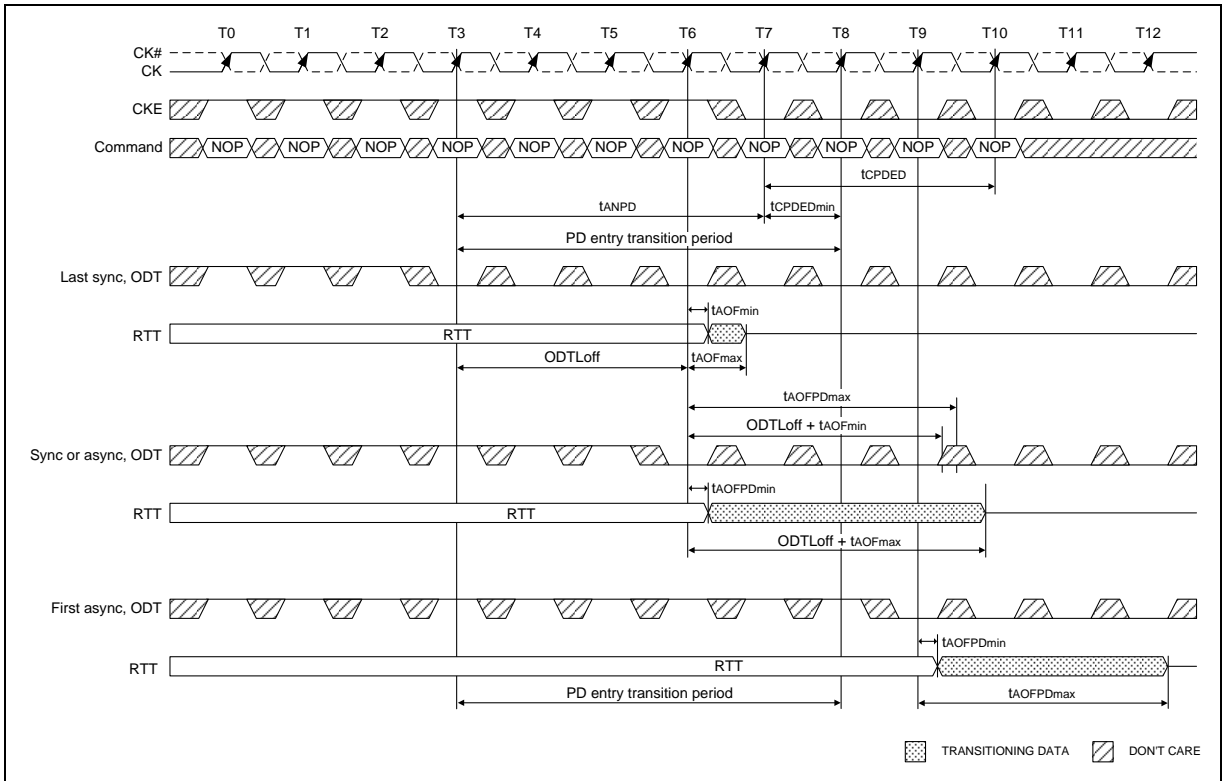 T0 T1 T2 T3 T4 T5 T6 T7 T8 T9 T10 T11 T12
CK#
CK
CKE
Command NOP NOP NOP NOP NOP NOP NOP NOP NOP NOP NOP
tCPDED
tANPD tCPDEDmin
PD entry transition period
Last sync, ODT
tAOFmin
RTT RTT
ODTLoff tAOFmax
tAOFPDmax
ODTLoff + tAOFmin
Sync or async, ODT
tAOFPDmin
RTT RTT
ODTLoff + tAOFmax
First async, ODT
tAOFPDmin
RTT RTT
PD entry transition period tAOFPDmax
TRANSITIONING DATA DON'T CARE